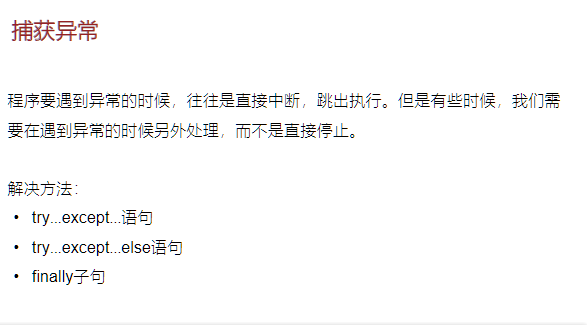 捕获异常
程序要遇到异常的时候，往往是直接中断，跳出执行。但是有些时候，我们需
要在遇到异常的时候另外处理，而不是直接停止。
解决方法：
• try...except...语句
• try...except...else语句
• finally子句